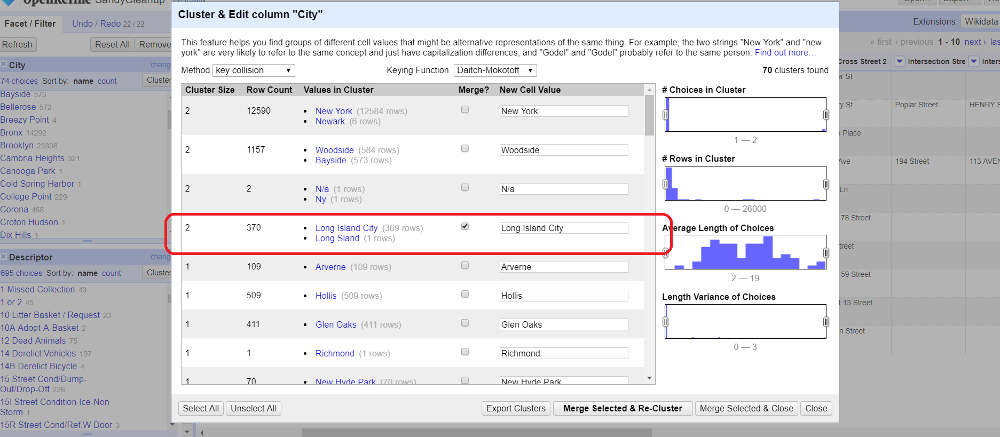 openrefine SandyCleanup Permalink
Open... Export Help
Facet / Filter Undo / Redo 22 / 22
Extensions: Wikidata
Refresh Reset All Remove
« first ‹ previous 1 - 10 next › las
City chang
74 choices Sort by: name count Cluster
Bayside 573
Bellerose 572
Breezy Point 4
Bronx 14292
Brooklyn 25308
Cambria Heights 321
Canooga Park 1
Cold Spring Harbor 1
College Point 229
Corona 468
Croton Hudson 1
Dix Hills 1
Descriptor chang
695 choices Sort by: name count Cluster
1 Missed Collection 43
1 or 2 45
10 Litter Basket / Request 23
10A Adopt-A-Basket 2
12 Dead Animals 75
14 Derelict Vehicles 197
14B Derelict Bicycle 4
15 Street Cond/Dump-
Out/Drop-Off 226
15I Street Condition Ice-Non
Storm 1
15R Street Cond/Ref.W Door 3
Cluster & Edit column "City"
This feature helps you find groups of different cell values that might be alternative representations of the same thing. For example, the two strings "New York" and "new
york" are very likely to refer to the same concept and just have capitalization differences, and "Gödel" and "Godel" probably refer to the same person. Find out more...
Method key collision Keying Function Daitch-Mokotoff 70 clusters found
Cluster Size Row Count Values in Cluster Merge? New Cell Value
2 12590 • New York (12584 rows) New York
• Newark (6 rows)
2 1157 • Woodside (584 rows) Woodside
• Bayside (573 rows)
2 2 • N/a (1 rows) N/a
• Ny (1 rows)
2 370 • Long Island City (369 rows) Long Island City
• Long Sland (1 rows)
1 109 • Arverne (109 rows) Arverne
1 509 • Hollis (509 rows) Hollis
1 411 • Glen Oaks (411 rows) Glen Oaks
1 1 • Richmond (1 rows) Richmond
1 70 • New Hyde Park (70 rows) New Hyde Park
# Choices in Cluster
1 — 2
# Rows in Cluster
0 — 26000
Average Length of Choices
2 — 19
Length Variance of Choices
0 — 3
Select All Unselect All Export Clusters Merge Selected & Re-Cluster Merge Selected & Close Close
Cross Street 2 Intersection Stre Inters
er St
ry St Poplar Street HENRY S
s Place
Ave 194 Street 113 AVEN
Ln
78 Street
treet
59 Street
t 13 Street
n Street